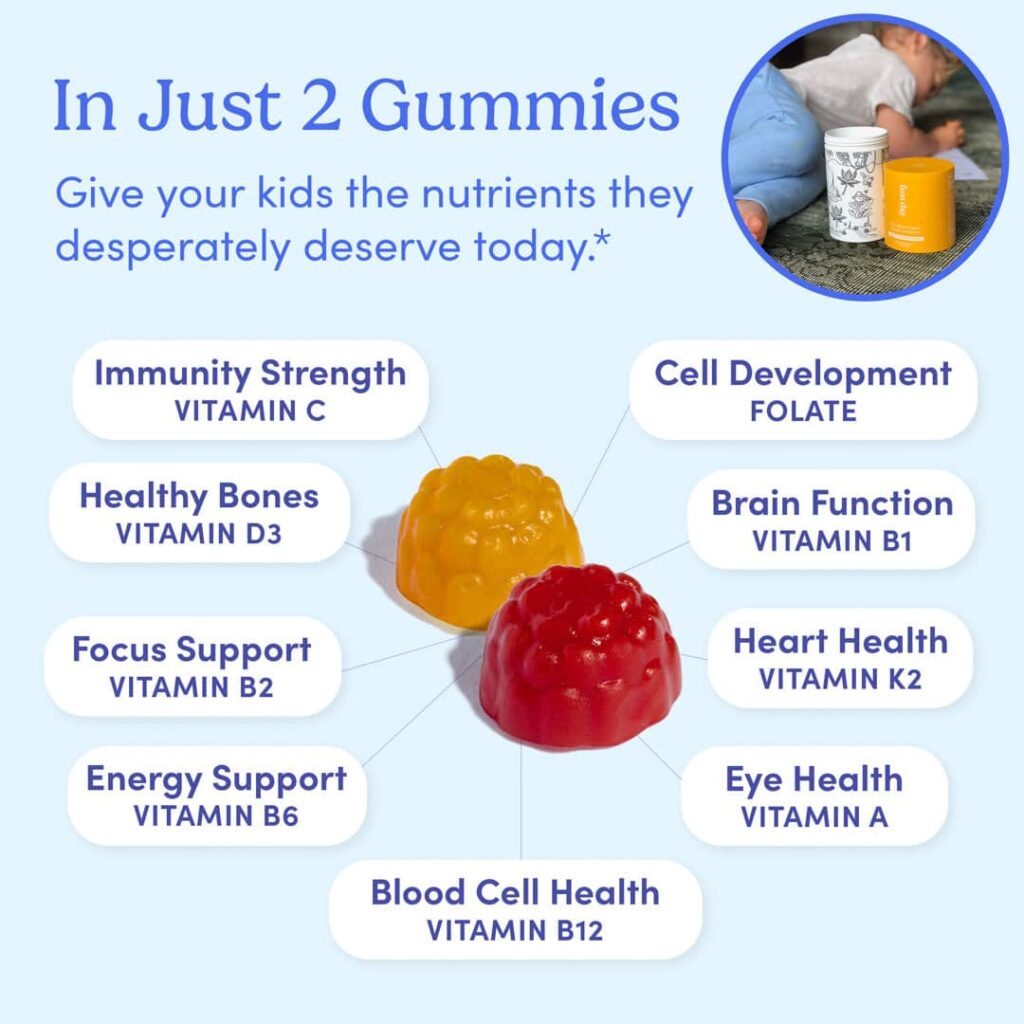 In Just 2 Gummies
Give your kids the nutrients they
desperately deserve today.*
Immunity Strength
VITAMIN C
Cell Development
FOLATE
Healthy Bones
VITAMIN D3
Brain Function
VITAMIN B1
Focus Support
VITAMIN B2
Heart Health
VITAMIN K2
Energy Support
VITAMIN B6
Eye Health
VITAMIN A
Blood Cell Health
VITAMIN B12